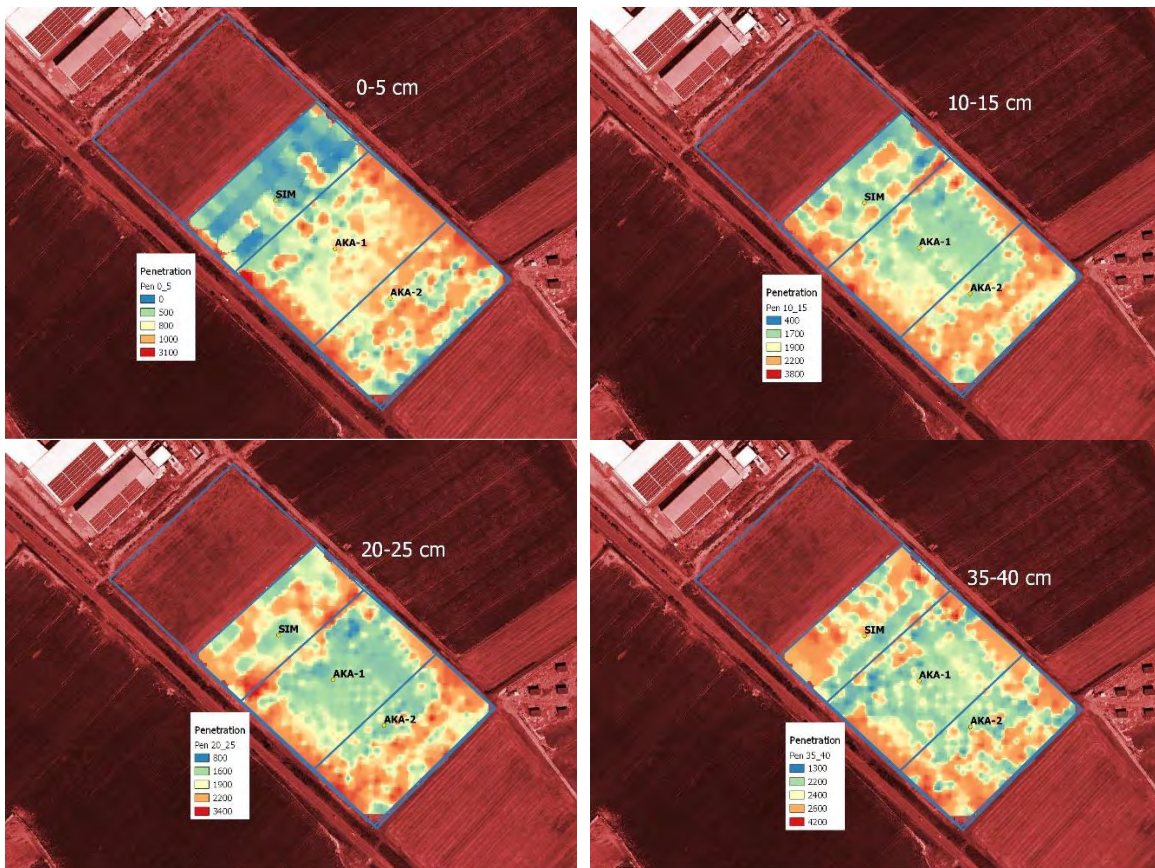 0-5 cm
SIM
AKA-1
AKA-2
Penetration
Pen 0_5
0
500
800
1000
3100
10-15 cm
SIM
AKA-1
AKA-2
Penetration
Pen 10_15
400
1700
1900
2200
3800
20-25 cm
SIM
AKA-1
AKA-2
Penetration
Pen 20_25
800
1600
1900
2200
3400
35-40 cm
SIM
AKA-1
AKA-2
Penetration
Pen 35_40
1300
2200
2400
2600
4200